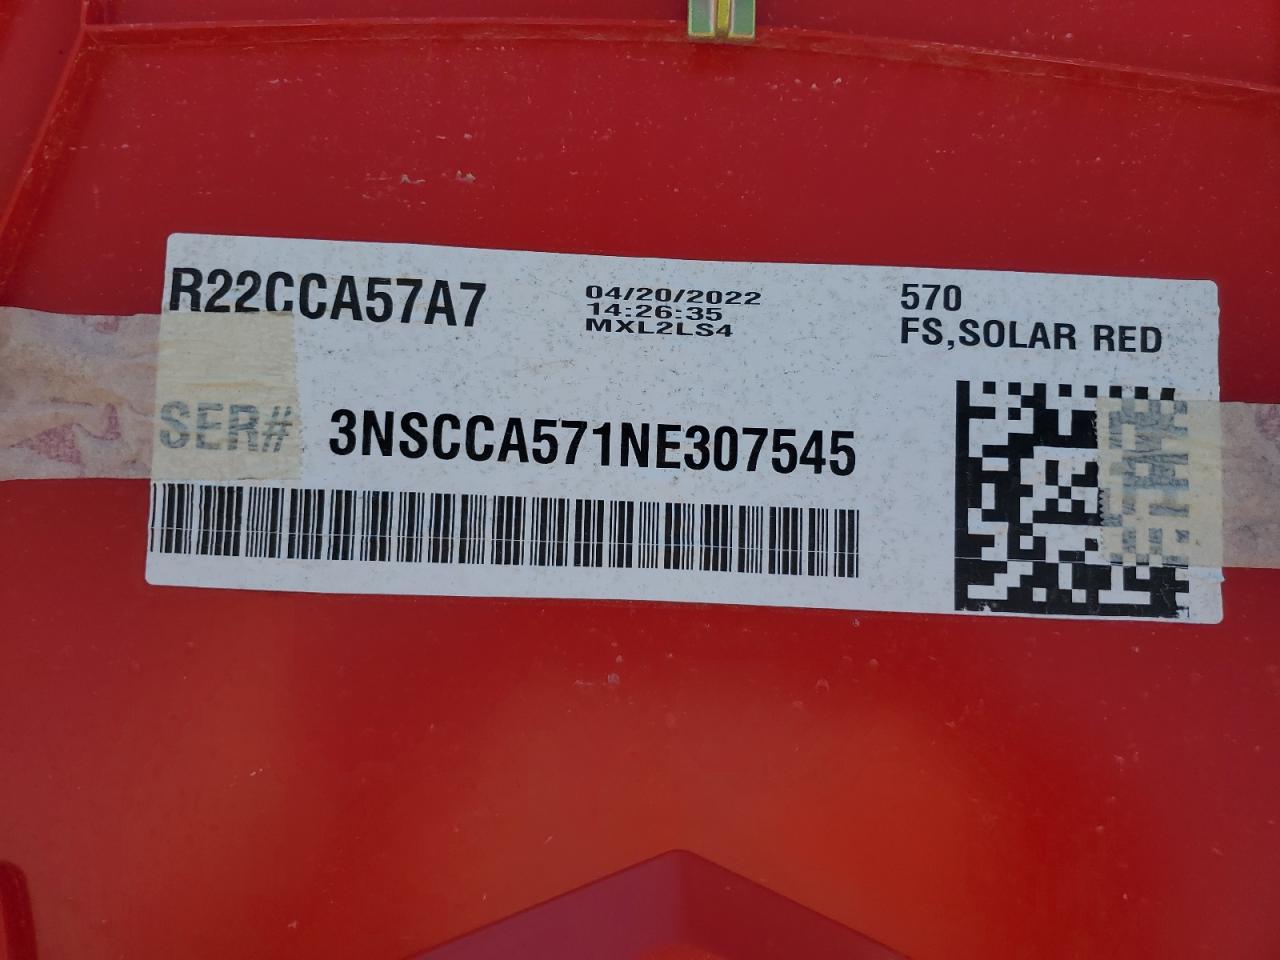 R22CCA57A7
04/20/2022
14:26:35
MXL2LS4
570
FS,SOLAR RED
SER# 3NSCCA571NE307545